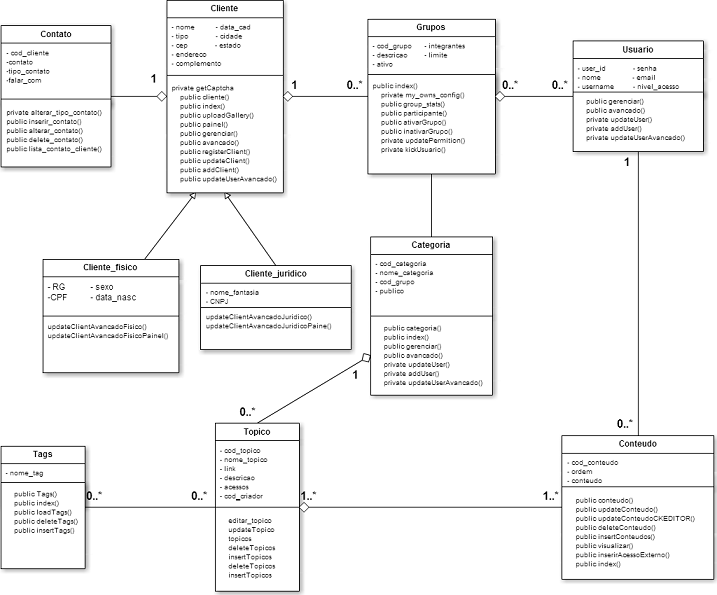 Contato
- cod_cliente
-contato
-tipo_contato
-falar_com
private alterar_tipo_contato()
public inserir_contato()
public alterar_contato()
public delete_contato()
public lista_contato_cliente()
1
Cliente
- nome - data_cad
- tipo - cidade
- cep - estado
- endereco
- complemento
private getCaptcha
public cliente()
public index()
public uploadGallery()
public painel()
public gerenciar()
public avancado()
public registerClient()
public updateClient()
public addClient()
public updateUserAvancado()
1
0..*
Grupos
- cod_grupo - integrantes
- descricao - limite
- ativo
public index()
private my_owns_config()
public group_stats()
public participante()
public ativarGrupo()
public inativarGrupo()
private updatePermition()
private kickUsuario()
0..*
0..*
Usuario
- user_id - senha
- nome - email
- username - nivel_acesso
public gerenciar()
public avancado()
private updateUser()
private addUser()
private updateUserAvancado()
1
Cliente_fisico
- RG - sexo
-CPF - data_nasc
updateClientAvancadoFisico()
updateClientAvancadoFisicoPainel()
Cliente_juridico
- nome_fantasia
- CNPJ
updateClientAvancadoJuridico()
updateClientAvancadoJuridicoPaine()
Categoria
- cod_categoria
- nome_categoria
- cod_grupo
- publico
public categoria()
public index()
public gerenciar()
public avancado()
private updateUser()
private addUser()
private updateUserAvancado()
1
0..*
0..*
Tags
- nome_tag
public Tags()
public index()
public loadTags()
public deleteTags()
public insertTags()
0..*
0..*
Topico
- cod_topico
- nome_topico
- link
- descricao
- acessos
- cod_criador
editar_topico
updateTopico
topicos
deleteTopicos
insertTopicos
deleteTopicos
insertTopicos
1..*
1..*
Conteudo
- cod_conteudo
- ordem
- conteudo
public conteudo()
public updateConteudo()
public updateConteudoCKEDITOR()
public deleteConteudo()
public insertConteudos()
public visualizar()
public inserirAcessoExterno()
public index()